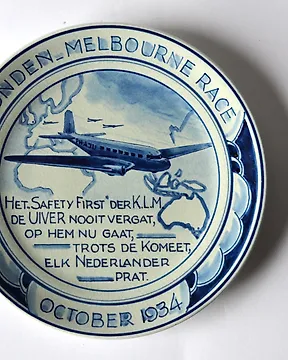 NDEN_MELBOURNE RACE
HET „SAFETY FIRST" DER K.L.M.
DE UIVER NOOIT VERGAT,
OP HEM NU GAAT,
TROTS DE KOMEET,
ELK NEDERLANDER
PRAT.
OCTOBER 1934